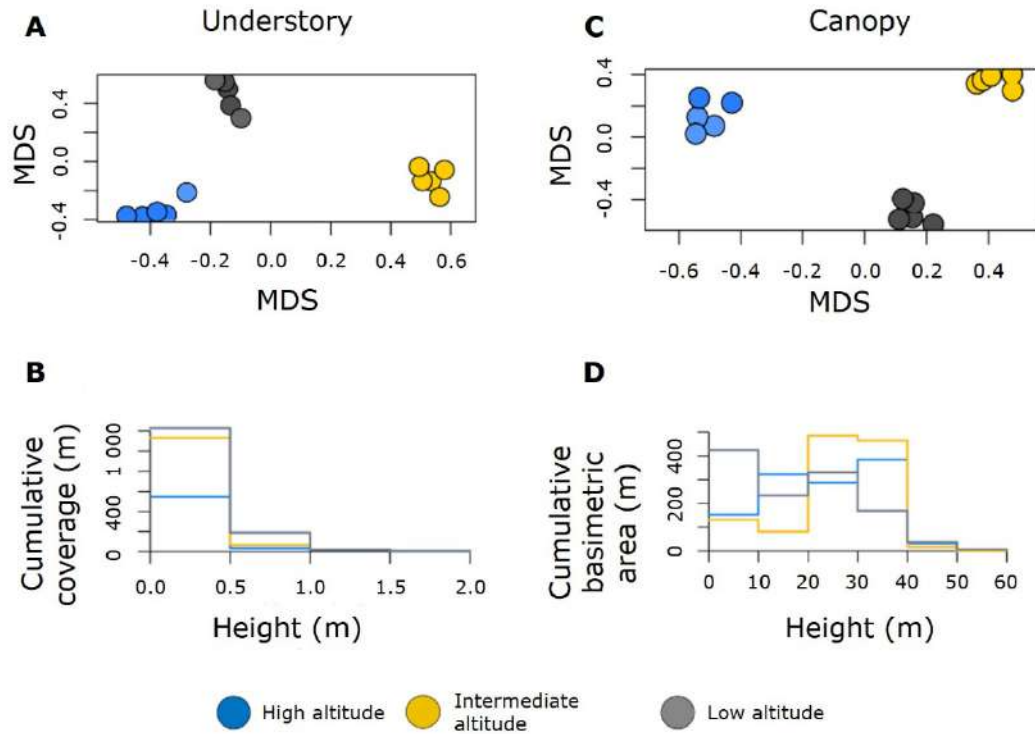 A
Understory
C
Canopy
MDS
0.4
0.0
-0.4
-0.4
-0.2
0.0
0.2
0.4
0.6
MDS
MDS
0.4
0.0
-0.4
-0.6
-0.4
-0.2
0.0
0.2
0.4
MDS
B
Cumulative
coverage (m)
1 000
1 000
400
0
0.0
0.5
1.0
1.5
2.0
Height (m)
D
Cumulative
basimetric
area (m)
400
200
0
0
10
20
30
40
50
60
Height (m)
High altitude
Intermediate
altitude
Low altitude